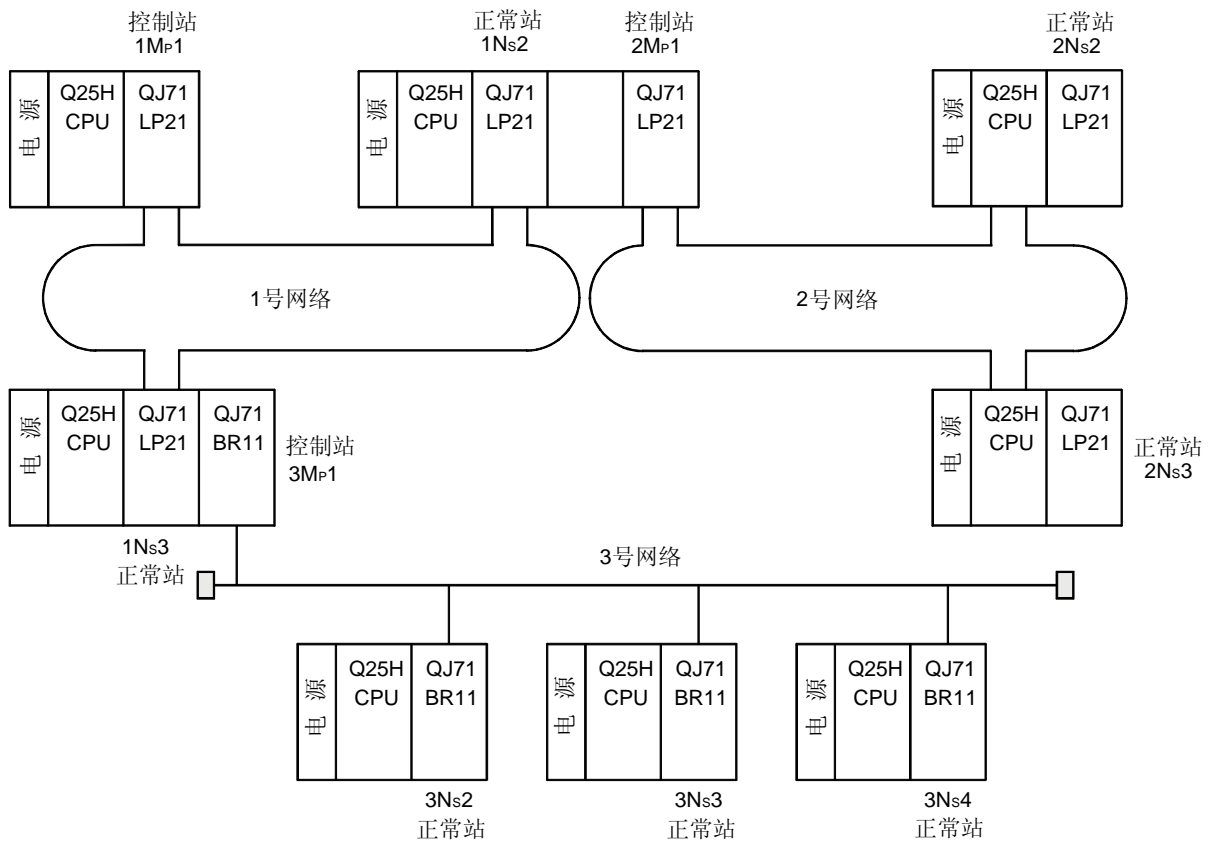 控制站
1MP1
正常站
1NS2
控制站
2MP1
正常站
2NS2
电源
Q25H
CPU
QJ71
LP21
电源
Q25H
CPU
QJ71
LP21
QJ71
LP21
电源
Q25H
CPU
QJ71
LP21
1号网络
2号网络
电源
Q25H
CPU
QJ71
LP21
QJ71
BR11
控制站
3MP1
电源
Q25H
CPU
QJ71
LP21
正常站
2NS3
1NS3
正常站
3号网络
电源
Q25H
CPU
QJ71
BR11
电源
Q25H
CPU
QJ71
BR11
电源
Q25H
CPU
QJ71
BR11
3NS2
正常站
3NS3
正常站
3NS4
正常站